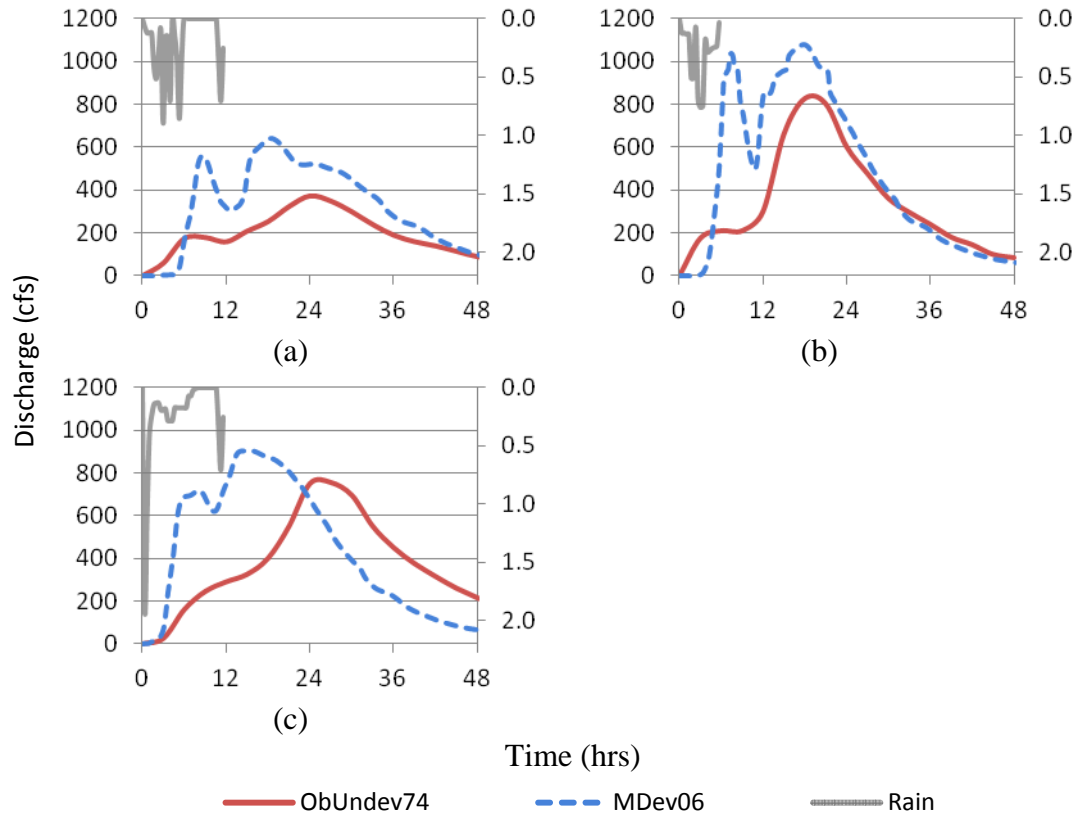 1200 0.0 1200 0.0
1000 0.5 1000 0.5
800 800
600 1.0 600 1.0
400 1.5 400 1.5
200 2.0 200 2.0
0 0
0 12 24 36 48 0 12 24 36 48
(a) (b)
Discharge (cfs)
1200 0.0
1000 0.5
800
600 1.0
400 1.5
200 2.0
0
0 12 24 36 48
(c)
Time (hrs)
ObUndev74 MDev06 Rain